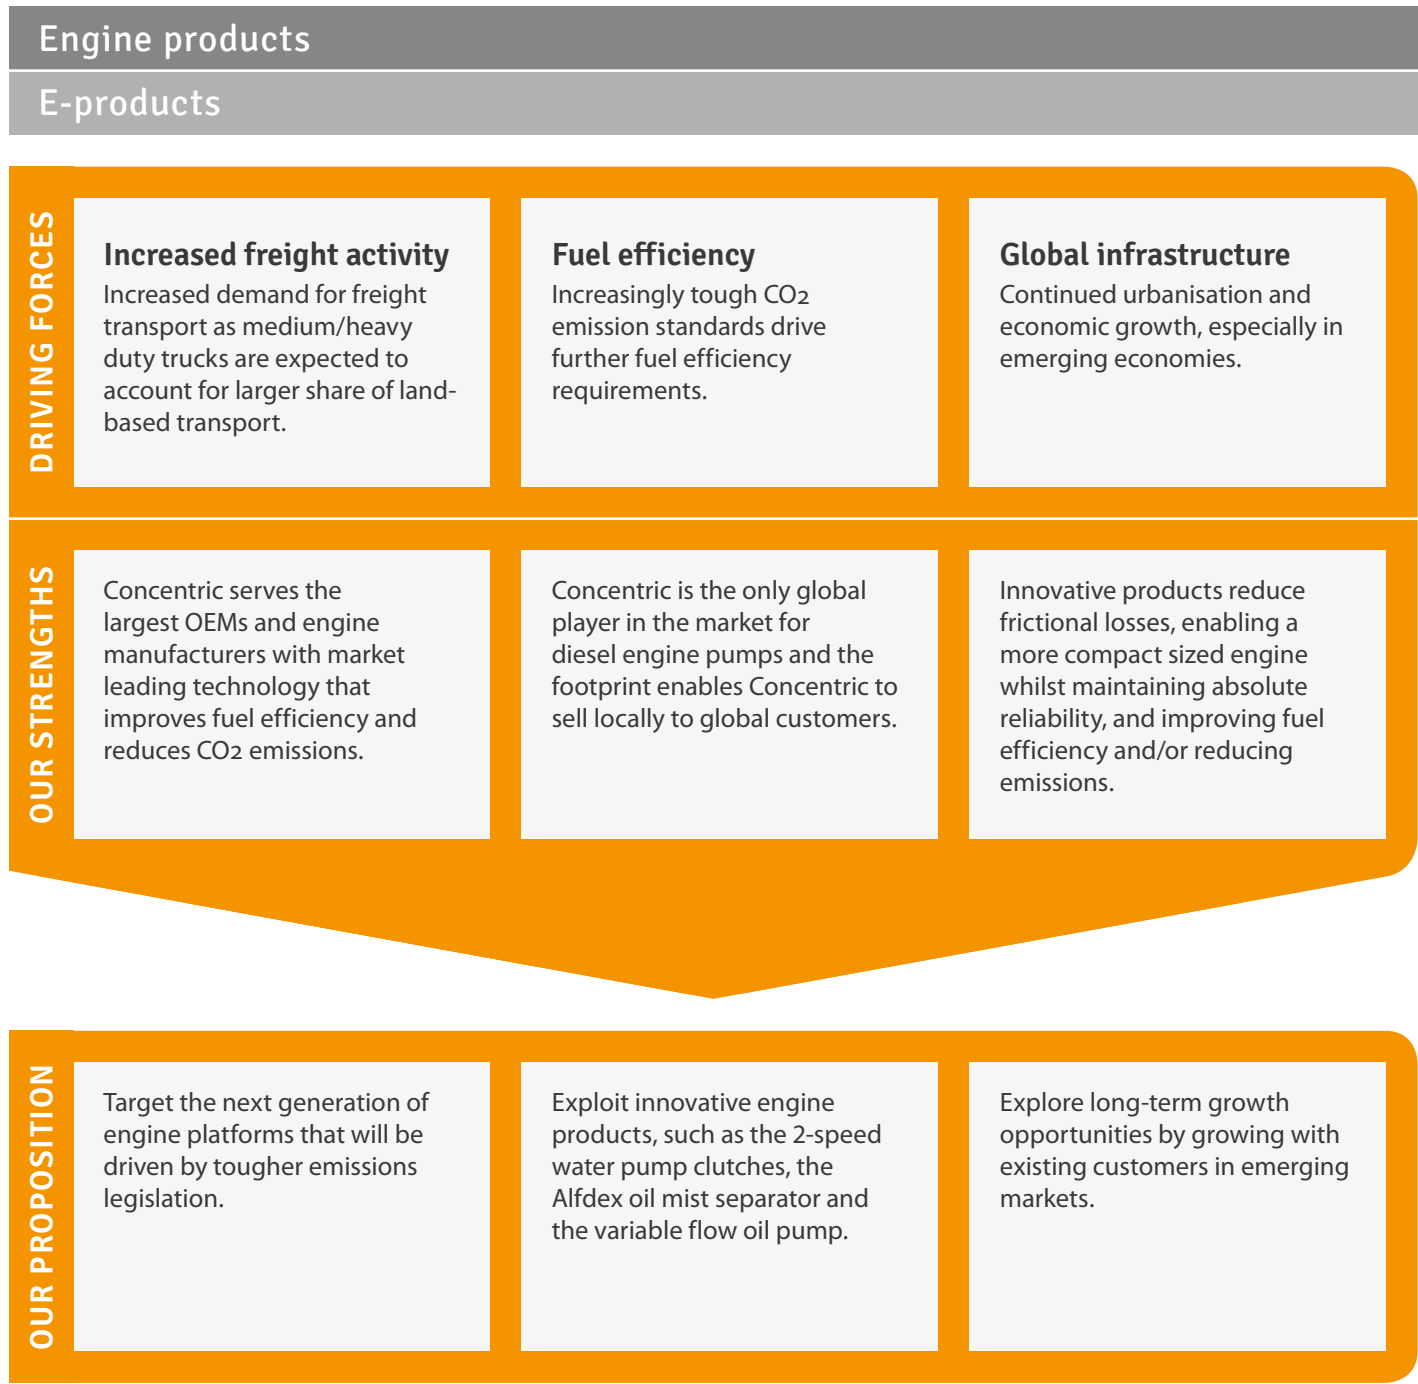 Engine products
E-products
DRIVING FORCES
Increased freight activity
Increased demand for freight
transport as medium/heavy
duty trucks are expected to
account for larger share of land-
based transport.
Fuel efficiency
Increasingly tough CO2
emission standards drive
further fuel efficiency
requirements.
Global infrastructure
Continued urbanisation and
economic growth, especially in
emerging economies.
OUR STRENGTHS
Concentric serves the
largest OEMs and engine
manufacturers with market
leading technology that
improves fuel efficiency and
reduces CO2 emissions.
Concentric is the only global
player in the market for
diesel engine pumps and the
footprint enables Concentric to
sell locally to global customers.
Innovative products reduce
frictional losses, enabling a
more compact sized engine
whilst maintaining absolute
reliability, and improving fuel
efficiency and/or reducing
emissions.
OUR PROPOSITION
Target the next generation of
engine platforms that will be
driven by tougher emissions
legislation.
Exploit innovative engine
products, such as the 2-speed
water pump clutches, the
Alfdex oil mist separator and
the variable flow oil pump.
Explore long-term growth
opportunities by growing with
existing customers in emerging
markets.